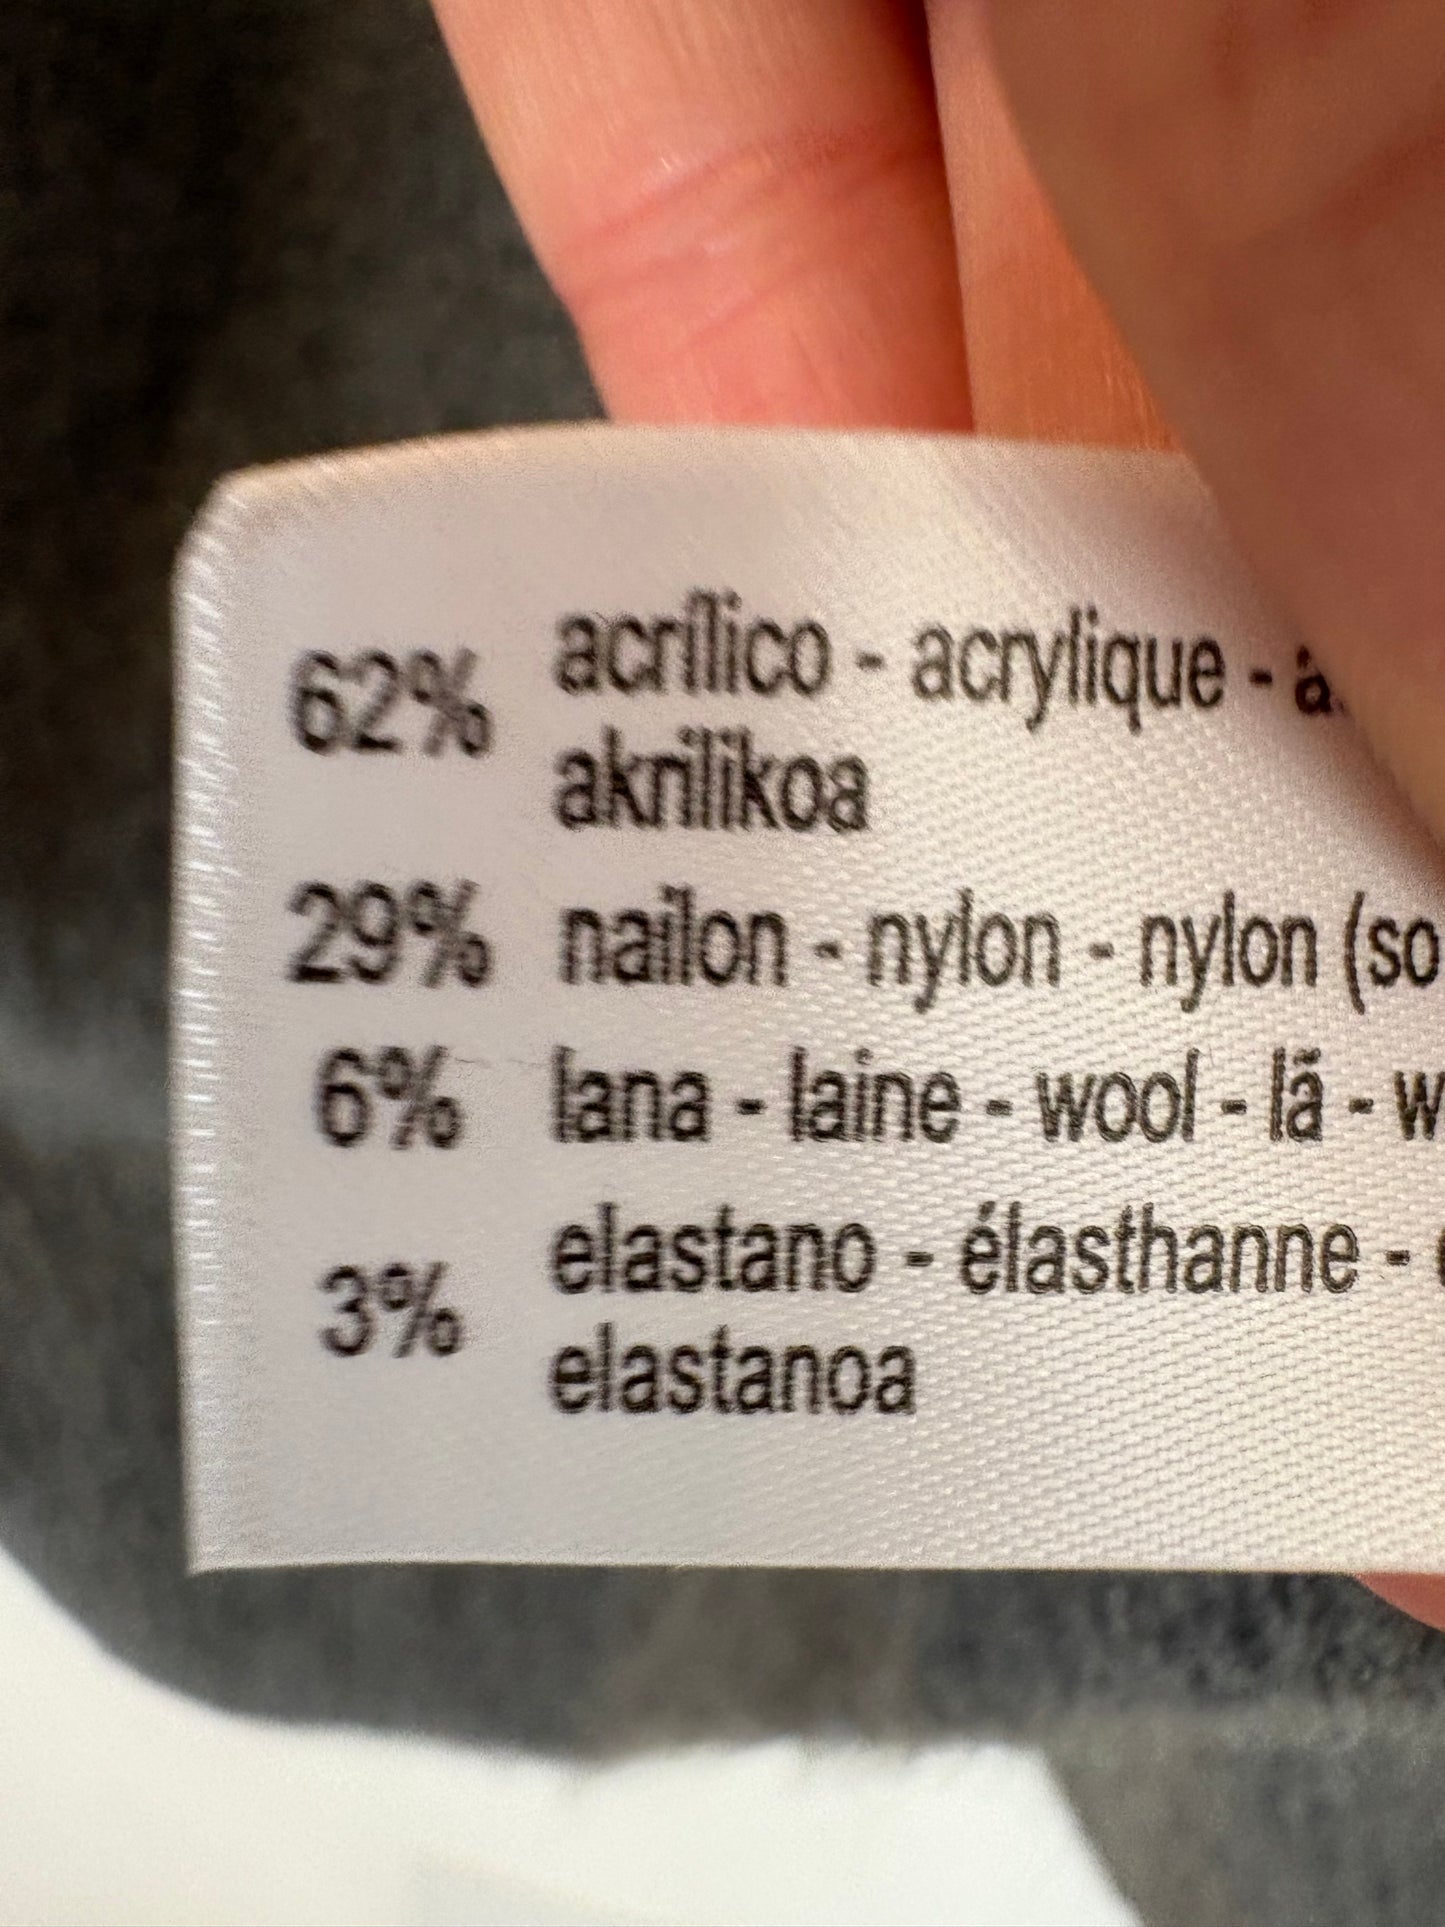 62% acrílico - acrylique -
akrilikoa
29% nailon - nylon - nylon (so
6% lana - laine - wool - lã - w
3% elastano - élasthanne -
elastanoa